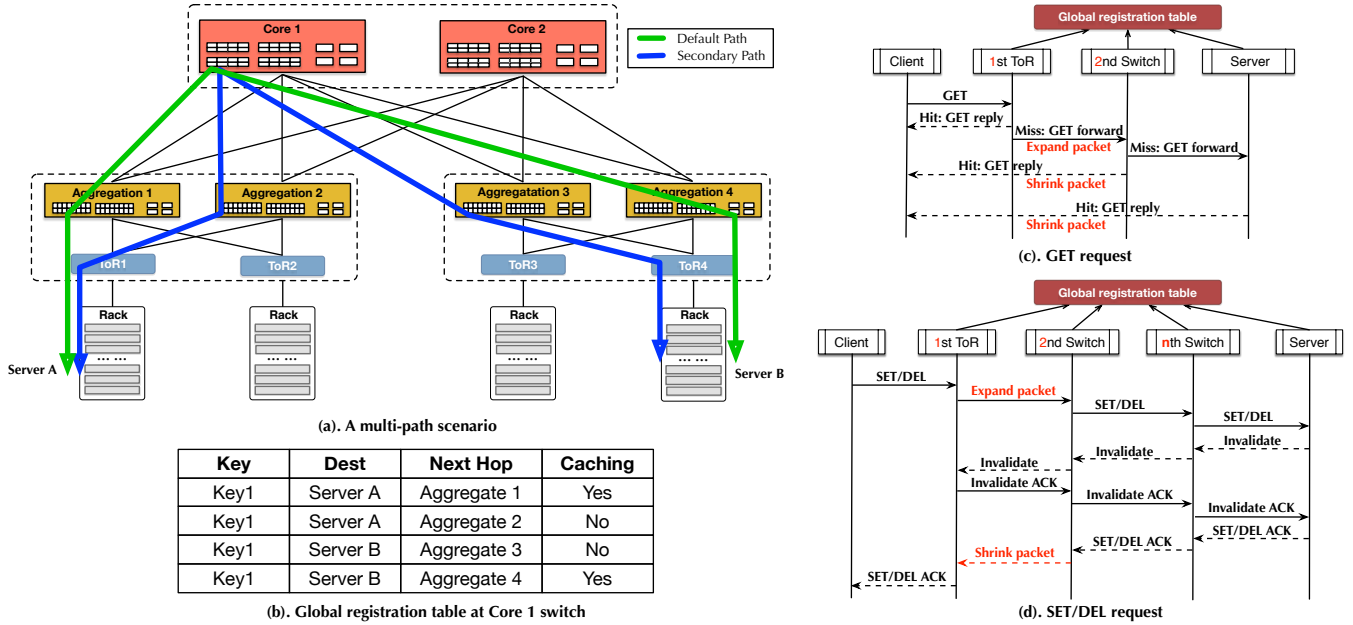 Core 1
Core 2
Default Path
Secondary Path
Aggregation 1
Aggregation 2
Aggregatation 3
Aggregation 4
ToR1
ToR2
ToR3
ToR4
Rack
Rack
Rack
Rack
... ...
... ...
... ...
... ...
Server A
Server B
(a). A multi-path scenario
Key Dest Next Hop Caching
Key1 Server A Aggregate 1 Yes
Key1 Server A Aggregate 2 No
Key1 Server B Aggregate 3 No
Key1 Server B Aggregate 4 Yes
(b). Global registration table at Core 1 switch
Global registration table
Client 1st ToR 2nd Switch Server
GET
Hit: GET reply
Miss: GET forward
Expand packet
Miss: GET forward
Hit: GET reply
Shrink packet
Hit: GET reply
Shrink packet
(c). GET request
Global registration table
Client 1st ToR 2nd Switch nth Switch Server
SET/DEL
Expand packet
SET/DEL
SET/DEL
Invalidate
Invalidate
Invalidate
Invalidate ACK
Invalidate ACK
Invalidate ACK
SET/DEL ACK
SET/DEL ACK
Shrink packet
SET/DEL ACK
(d). SET/DEL request